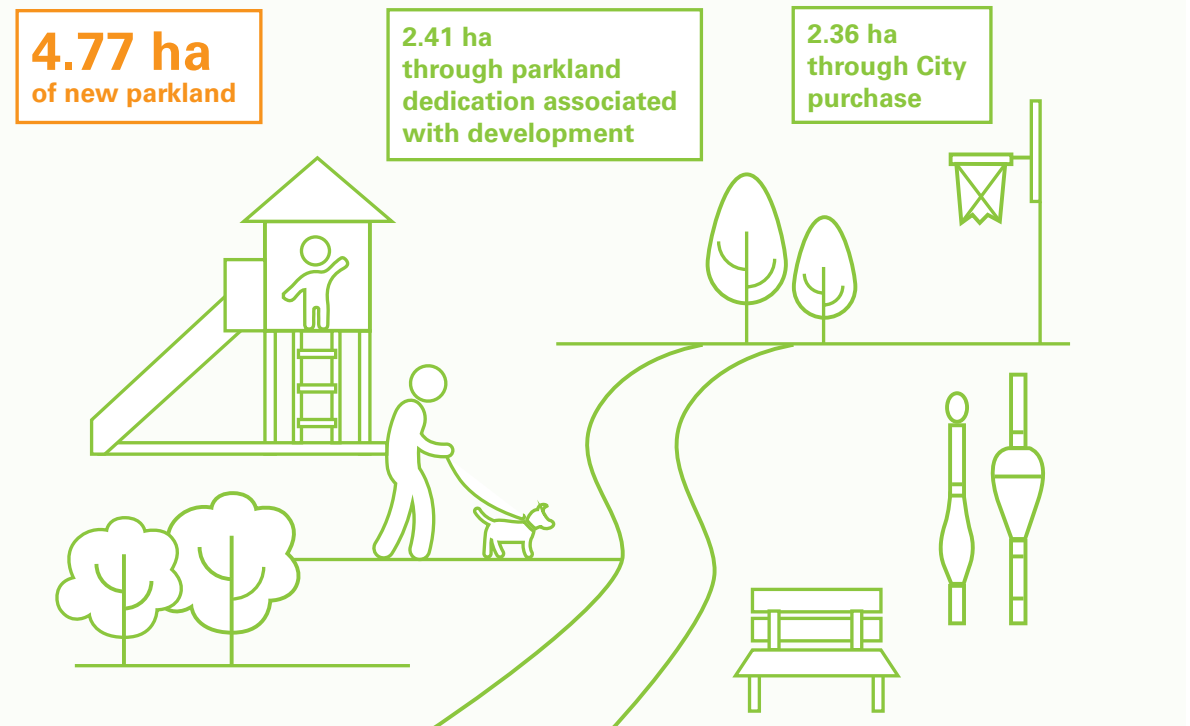 4.77 ha
of new parkland
2.41 ha
through parkland
dedication associated
with development
2.36 ha
through City
purchase